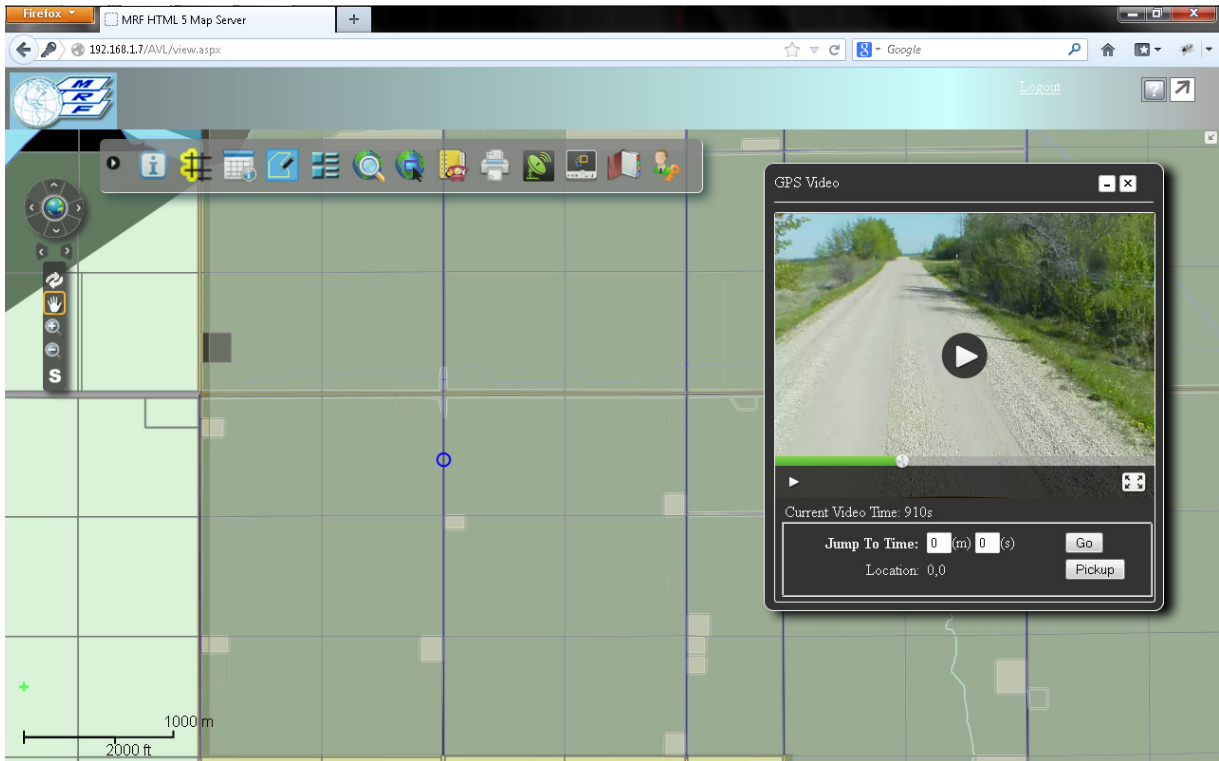 Firefox
MRF HTML 5 Map Server
+
192.168.1.7/AVL/view.aspx
Google
MRF
Logout
?
GPS Video
S
Current Video Time: 910s
Jump To Time: 0 (m) 0 (s) Go
Location: 0,0 Pickup
1000 m
2000 ft